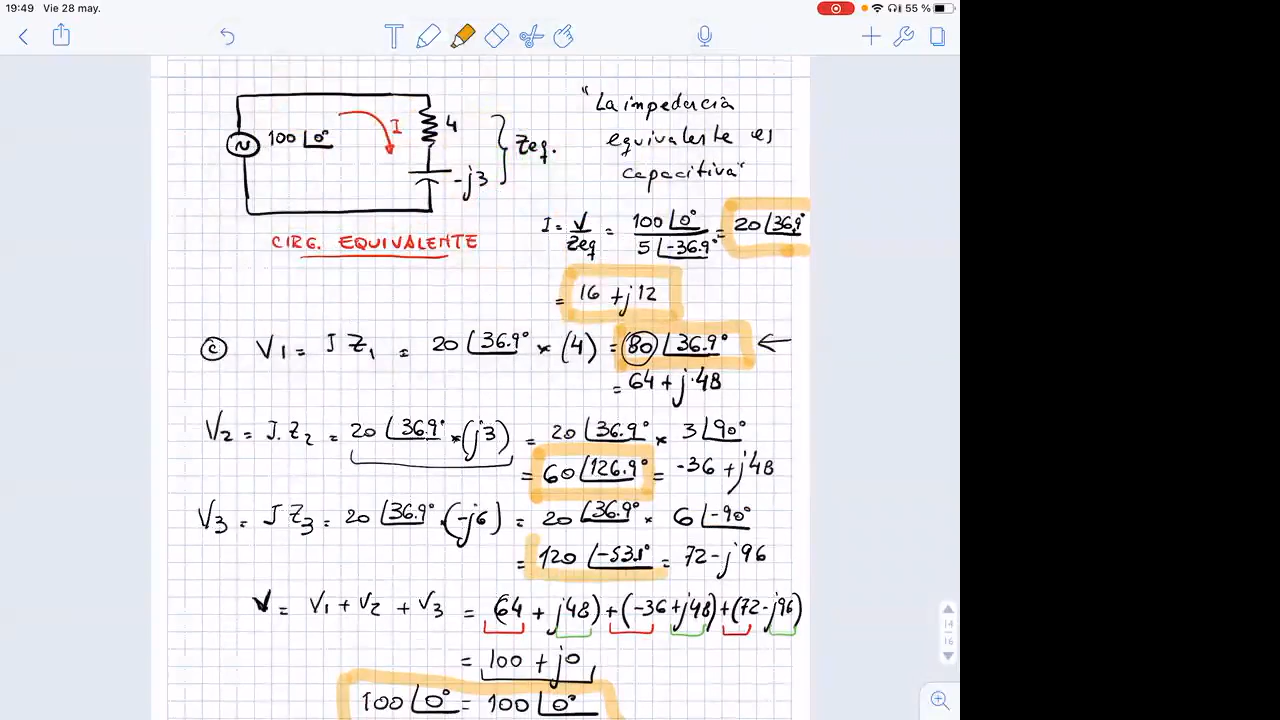 19:49 Vie 28 may.
55 %
T
"La impedancia
equivalente es
capacitiva"
100 ∠0°
I
4
-j3
Zeq.
CIRC. EQUIVALENTE
I = V/Zeq = 100 ∠0° / 5 ∠-36.9° = 20 ∠36.9°
= 16 + j12
c V1 = I Z1 = 20 ∠36.9° * (4) = 80 ∠36.9° ←
= 64 + j48
V2 = I.Z2 = 20 ∠36.9° * (j3) = 20 ∠36.9° * 3 ∠90°
= 60 ∠126.9° = -36 + j48
V3 = I Z3 = 20 ∠36.9° . (-j6) = 20 ∠36.9° * 6 ∠-90°
= 120 ∠-53.1° = 72 - j96
V = V1 + V2 + V3 = (64 + j48) + (-36 + j48) + (72 - j96)
= 100 + j0
100 ∠0° = 100 ∠0°
14
16